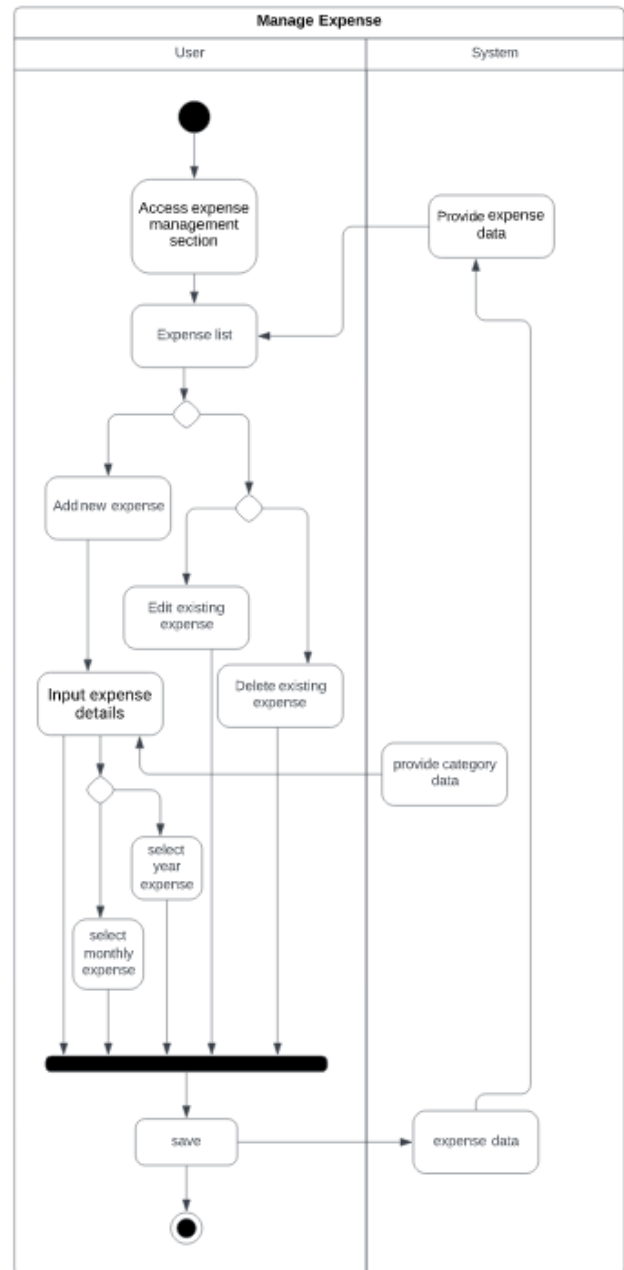 Manage Expense
User
System
Access expense
management
section
Provide expense
data
Expense list
Add new expense
Edit existing
expense
Delete existing
expense
Input expense
details
provide category
data
select
year
expense
select
monthly
expense
save
expense data